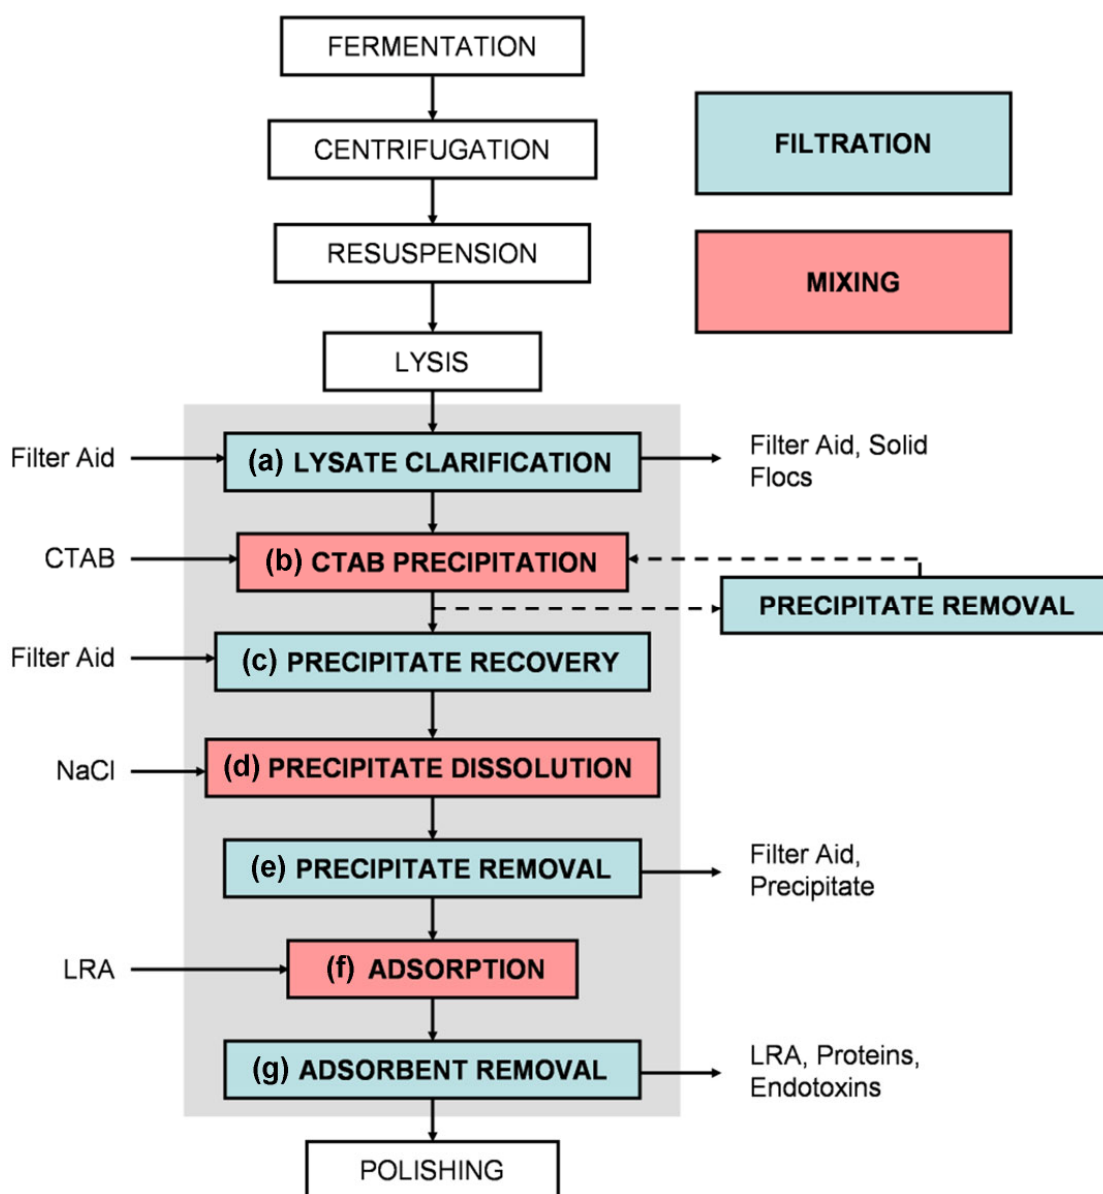 FERMENTATION
CENTRIFUGATION
RESUSPENSION
LYSIS
FILTRATION
MIXING
Filter Aid
(a) LYSATE CLARIFICATION
Filter Aid, Solid
Flocs
CTAB
(b) CTAB PRECIPITATION
PRECIPITATE REMOVAL
Filter Aid
(c) PRECIPITATE RECOVERY
NaCl
(d) PRECIPITATE DISSOLUTION
(e) PRECIPITATE REMOVAL
Filter Aid,
Precipitate
LRA
(f) ADSORPTION
(g) ADSORBENT REMOVAL
LRA, Proteins,
Endotoxins
POLISHING